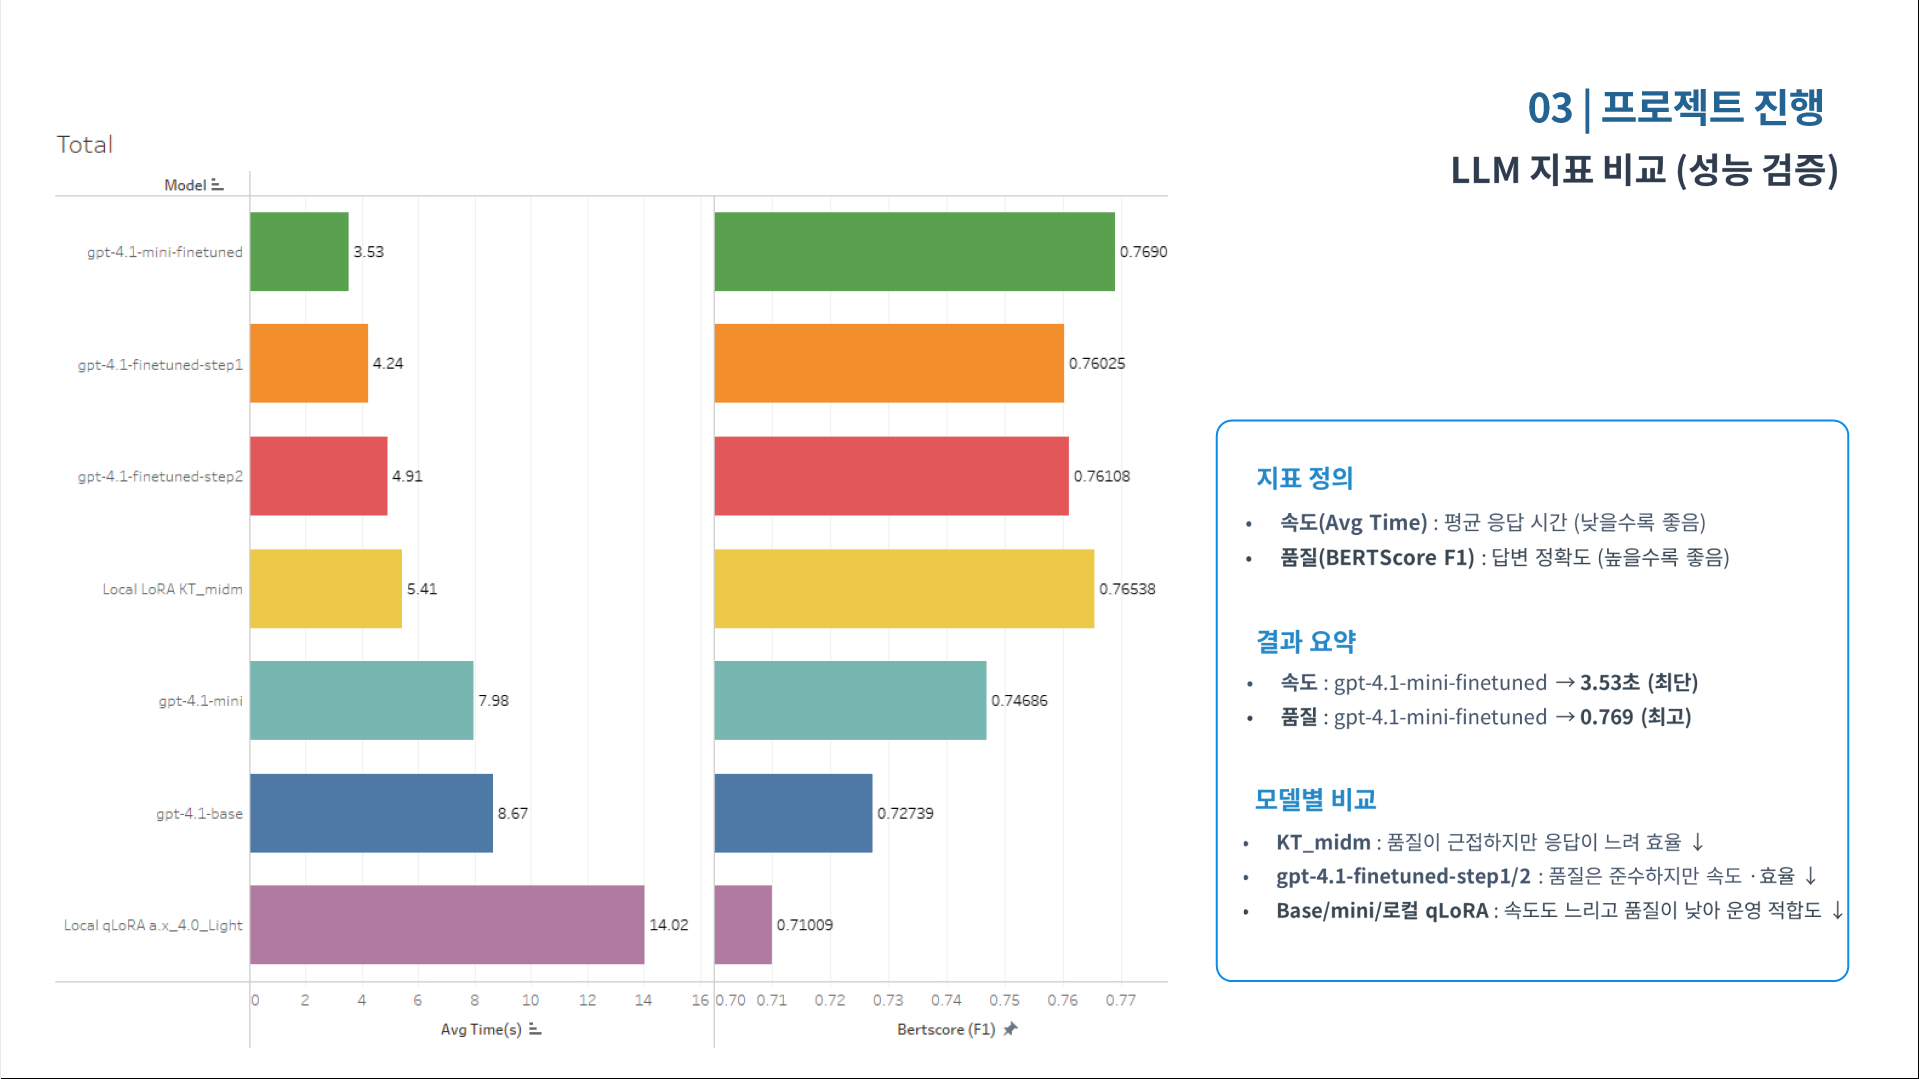 03 | 프로젝트 진행
LLM 지표 비교 (성능 검증)
Total
Model
gpt-4.1-mini-finetuned 3.53 0.7690
gpt-4.1-finetuned-step1 4.24 0.76025
gpt-4.1-finetuned-step2 4.91 0.76108
Local LoRA KT_midm 5.41 0.76538
gpt-4.1-mini 7.98 0.74686
gpt-4.1-base 8.67 0.72739
Local qLoRA a.x_4.0_Light 14.02 0.71009
0 2 4 6 8 10 12 14 16 0.70 0.71 0.72 0.73 0.74 0.75 0.76 0.77
Avg Time(s) Bertscore (F1)
지표 정의
• 속도(Avg Time) : 평균 응답 시간 (낮을수록 좋음)
• 품질(BERTScore F1) : 답변 정확도 (높을수록 좋음)
결과 요약
• 속도 : gpt-4.1-mini-finetuned → 3.53초 (최단)
• 품질 : gpt-4.1-mini-finetuned → 0.769 (최고)
모델별 비교
• KT_midm : 품질이 근접하지만 응답이 느려 효율 ↓
• gpt-4.1-finetuned-step1/2 : 품질은 준수하지만 속도 ·효율 ↓
• Base/mini/로컬 qLoRA : 속도도 느리고 품질이 낮아 운영 적합도 ↓